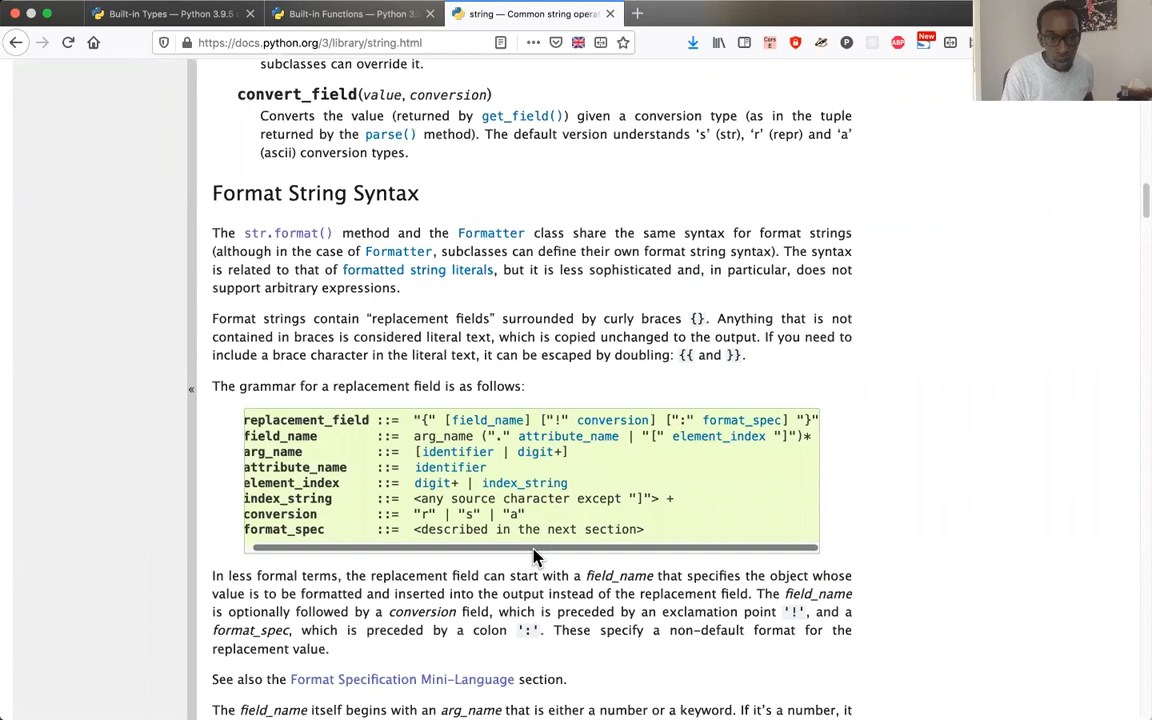 Built-in Types — Python 3.9.5
Built-in Functions — Python 3.
string — Common string operat
https://docs.python.org/3/library/string.html
New
subclasses can override it.
convert_field(value, conversion)
Converts the value (returned by get_field()) given a conversion type (as in the tuple
returned by the parse() method). The default version understands ‘s’ (str), ‘r’ (repr) and ‘a’
(ascii) conversion types.
Format String Syntax
The str.format() method and the Formatter class share the same syntax for format strings
(although in the case of Formatter, subclasses can define their own format string syntax). The syntax
is related to that of formatted string literals, but it is less sophisticated and, in particular, does not
support arbitrary expressions.
Format strings contain “replacement fields” surrounded by curly braces {}. Anything that is not
contained in braces is considered literal text, which is copied unchanged to the output. If you need to
include a brace character in the literal text, it can be escaped by doubling: {{ and }}.
«
The grammar for a replacement field is as follows:
replacement_field ::= "{" [field_name] ["!" conversion] [":" format_spec] "}"
field_name ::= arg_name ("." attribute_name | "[" element_index "]")*
arg_name ::= [identifier | digit+]
attribute_name ::= identifier
element_index ::= digit+ | index_string
index_string ::= <any source character except "]"> +
conversion ::= "r" | "s" | "a"
format_spec ::= <described in the next section>
In less formal terms, the replacement field can start with a field_name that specifies the object whose
value is to be formatted and inserted into the output instead of the replacement field. The field_name
is optionally followed by a conversion field, which is preceded by an exclamation point '!', and a
format_spec, which is preceded by a colon ':'. These specify a non-default format for the
replacement value.
See also the Format Specification Mini-Language section.
The field_name itself begins with an arg_name that is either a number or a keyword. If it’s a number, it